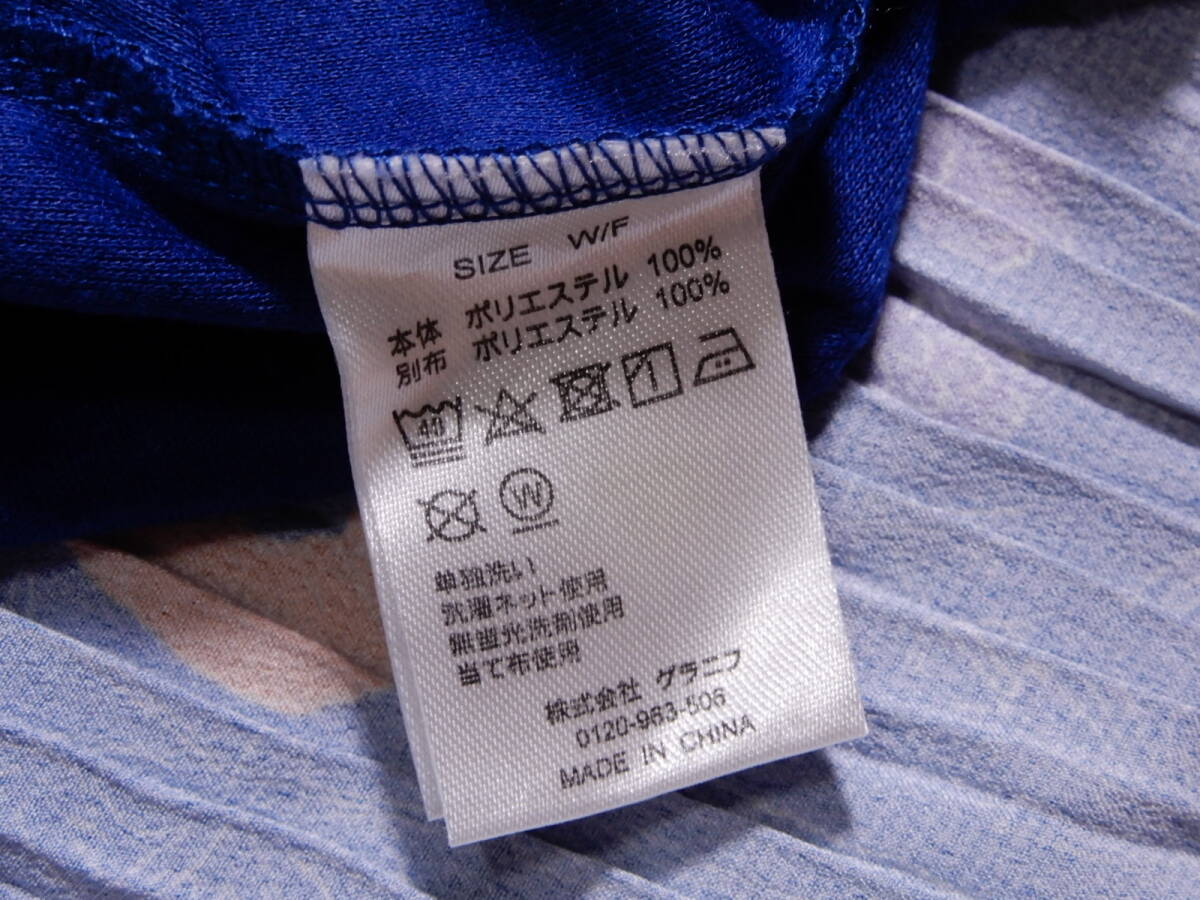 SIZE W/F
本体 ポリエステル 100%
別布 ポリエステル 100%
40
W
単独洗い
洗濯ネット使用
無蛍光洗剤使用
当て布使用
株式会社 グラニフ
0120-963-506
MADE IN CHINA